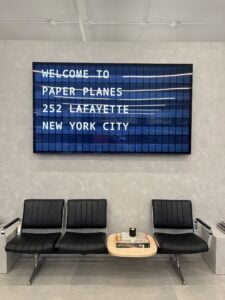 WELCOME TO
PAPER PLANES
252 LAFAYETTE
NEW YORK CITY